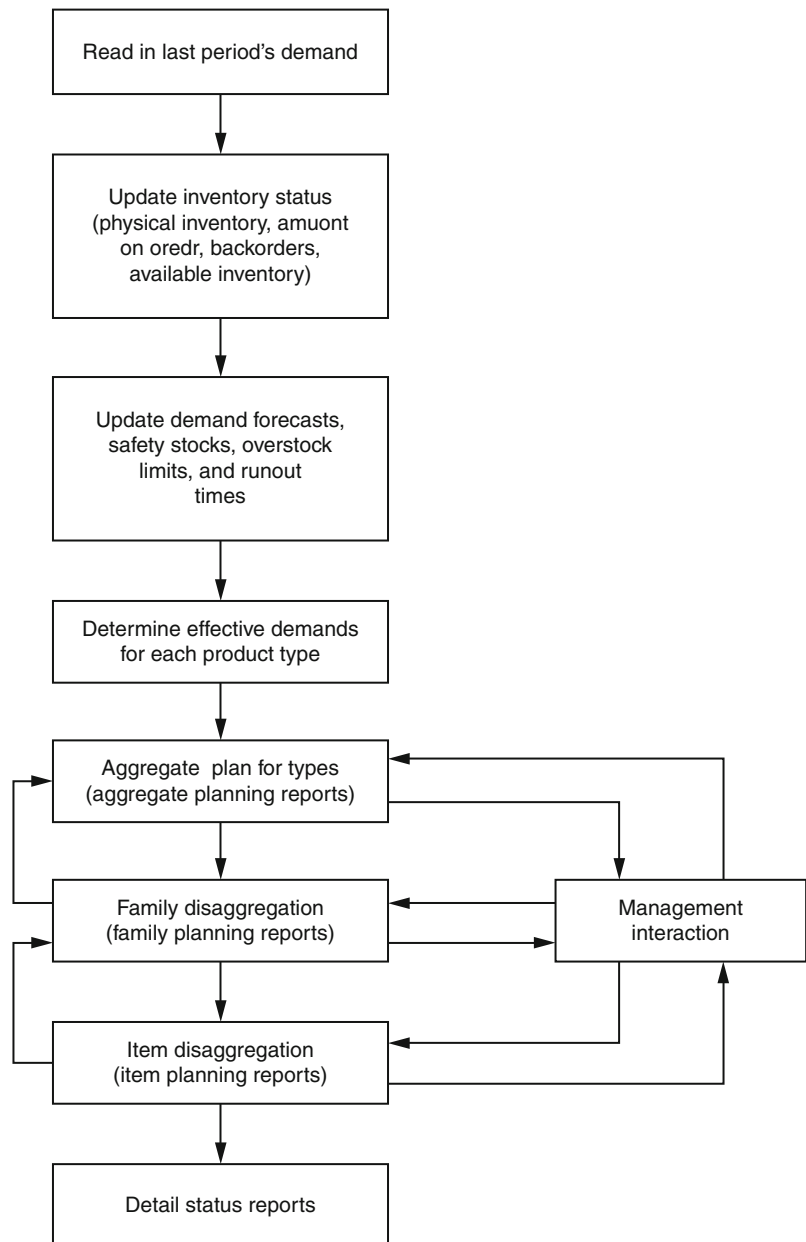 Read in last period's demand
Update inventory status
(physical inventory, amuont
on oredr, backorders,
available inventory)
Update demand forecasts,
safety stocks, overstock
limits, and runout
times
Determine effective demands
for each product type
Aggregate plan for types
(aggregate planning reports)
Family disaggregation
(family planning reports)
Management
interaction
Item disaggregation
(item planning reports)
Detail status reports